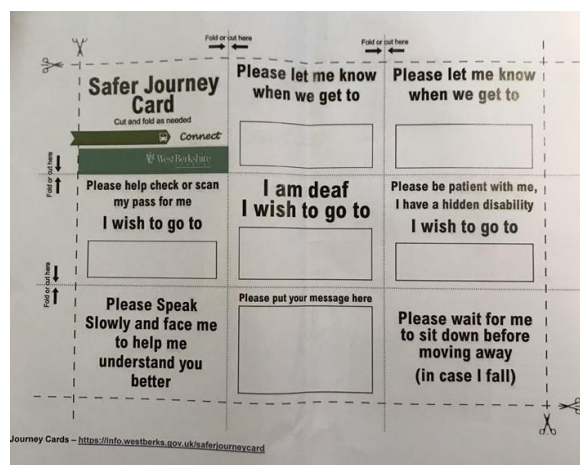 Fold or cut here
Fold or cut here
Safer Journey
Card
Cut and fold as needed
Connect
West Berkshire
Please let me know
when we get to
Please let me know
when we get to
Fold or cut here
Please help check or scan
my pass for me
I wish to go to
I am deaf
I wish to go to
Please be patient with me,
I have a hidden disability
I wish to go to
Fold or cut here
Please Speak
Slowly and face me
to help me
understand you
better
Please put your message here
Please wait for me
to sit down before
moving away
(in case I fall)
Journey Cards – https://info.westberks.gov.uk/saferjourneycard